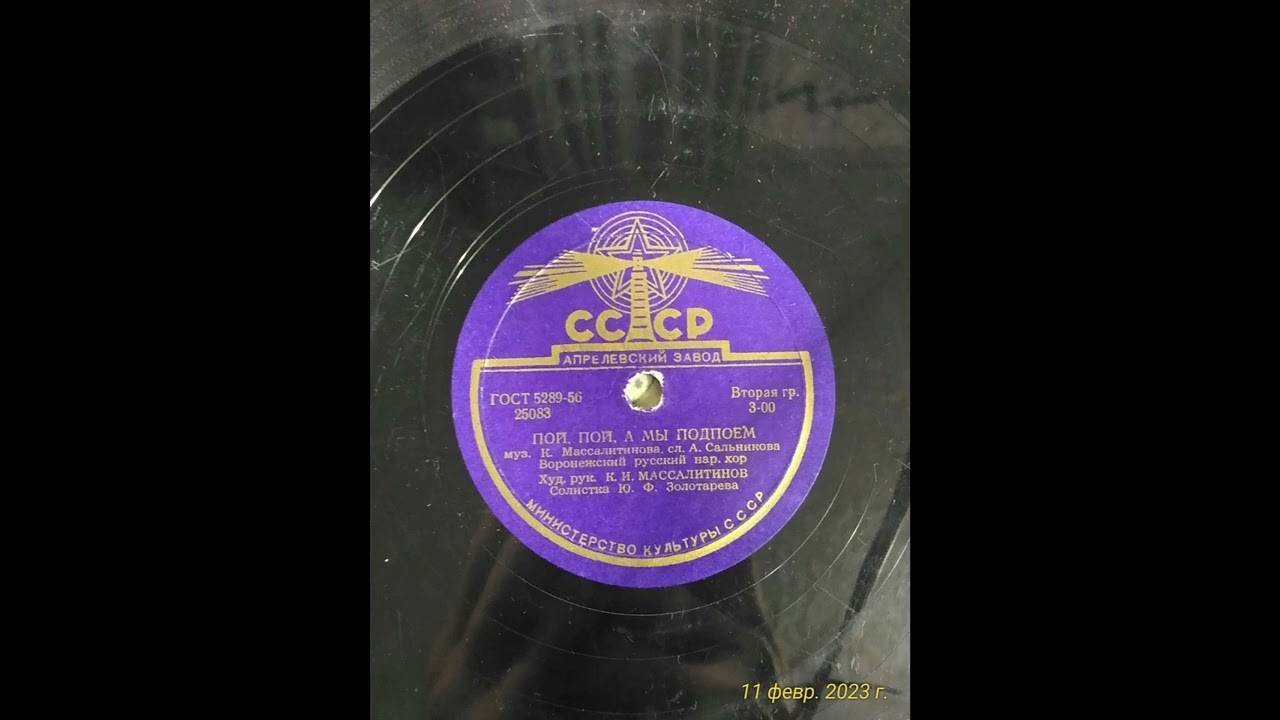 СССР
АПРЕЛЕВСКИЙ ЗАВОД
ГОСТ 5289-56
25083
Вторая гр.
3-00
ПОЙ, ПОЙ, А МЫ ПОДПОЕМ
муз. К. Массалитинова, сл. А. Сальникова
Воронежский русский нар. хор
Худ. рук. К. И. МАССАЛИТИНОВ
Солистка Ю. Ф. Золотарева
МИНИСТЕРСТВО КУЛЬТУРЫ СССР
11 февр. 2023 г.